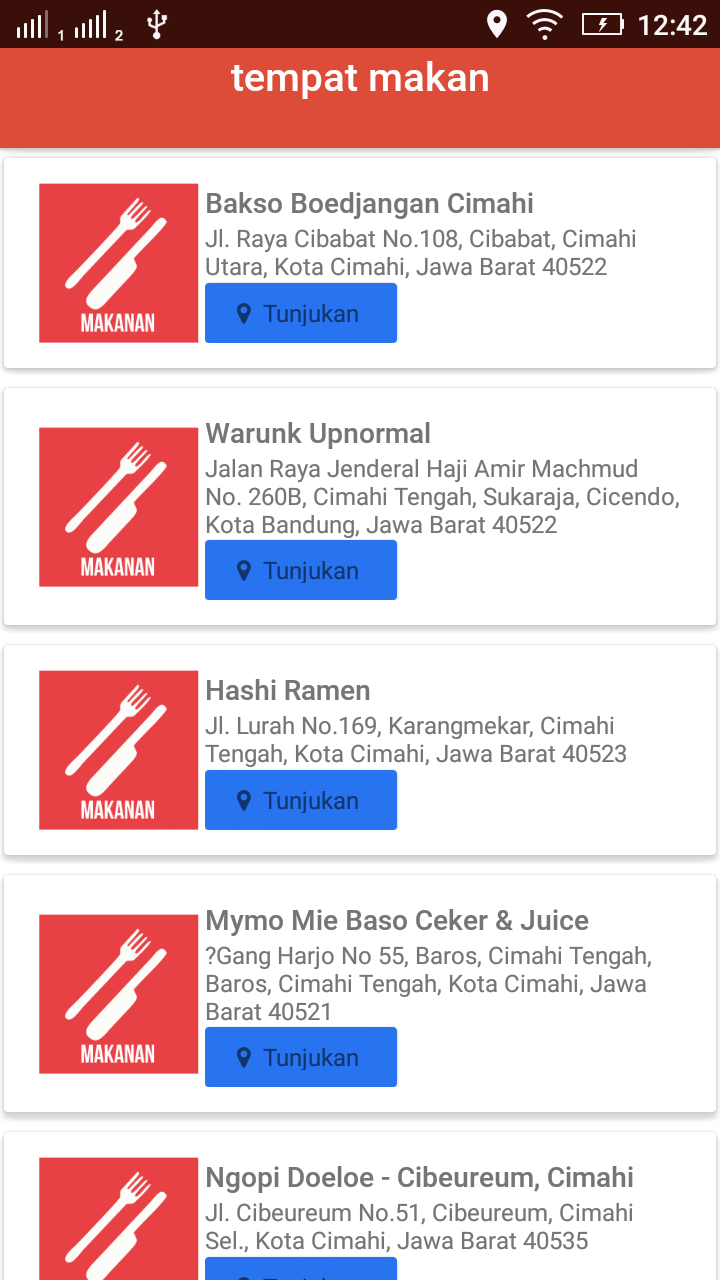 1 2 12:42
tempat makan
MAKANAN
Bakso Boedjangan Cimahi
Jl. Raya Cibabat No.108, Cibabat, Cimahi
Utara, Kota Cimahi, Jawa Barat 40522
Tunjukan
MAKANAN
Warunk Upnormal
Jalan Raya Jenderal Haji Amir Machmud
No. 260B, Cimahi Tengah, Sukaraja, Cicendo,
Kota Bandung, Jawa Barat 40522
Tunjukan
MAKANAN
Hashi Ramen
Jl. Lurah No.169, Karangmekar, Cimahi
Tengah, Kota Cimahi, Jawa Barat 40523
Tunjukan
MAKANAN
Mymo Mie Baso Ceker & Juice
?Gang Harjo No 55, Baros, Cimahi Tengah,
Baros, Cimahi Tengah, Kota Cimahi, Jawa
Barat 40521
Tunjukan
Ngopi Doeloe - Cibeureum, Cimahi
Jl. Cibeureum No.51, Cibeureum, Cimahi
Sel., Kota Cimahi, Jawa Barat 40535